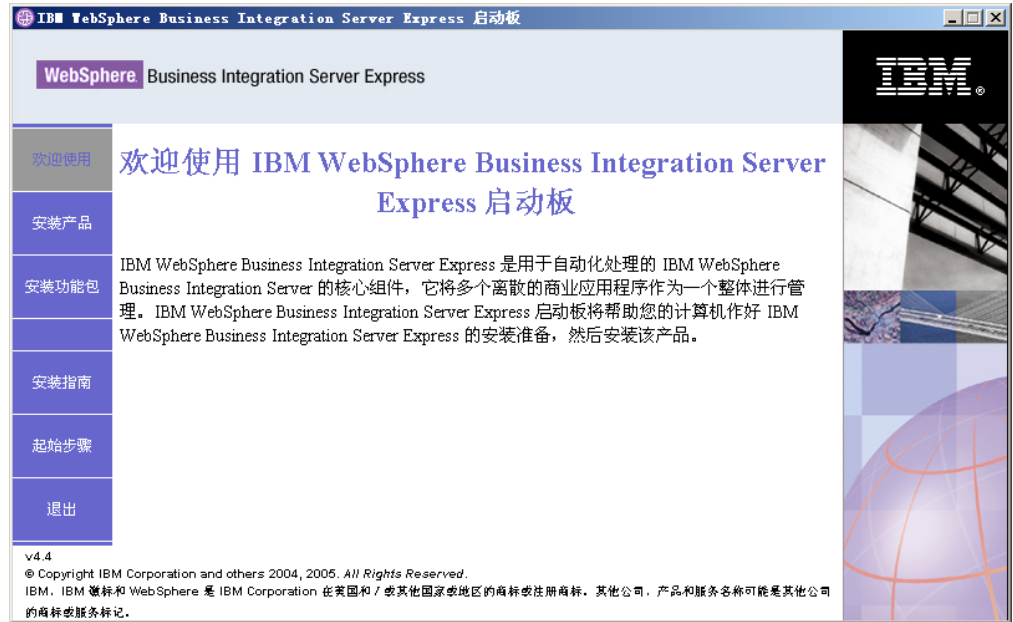 IBM WebSphere Business Integration Server Express 启动板
WebSphere. Business Integration Server Express
IBM®
欢迎使用
安装产品
安装功能包
安装指南
起始步骤
退出
欢迎使用 IBM WebSphere Business Integration Server
Express 启动板
IBM WebSphere Business Integration Server Express 是用于自动化处理的 IBM WebSphere
Business Integration Server 的核心组件，它将多个离散的商业应用程序作为一个整体进行管
理。IBM WebSphere Business Integration Server Express 启动板将帮助您的计算机作好 IBM
WebSphere Business Integration Server Express 的安装准备，然后安装该产品。
v4.4
© Copyright IBM Corporation and others 2004, 2005. All Rights Reserved.
IBM．IBM 徽标和 WebSphere 是 IBM Corporation 在美国和 / 或其他国家或地区的商标或注册商标。其他公司．产品和服务名称可能是其他公司
的商标或服务标记。